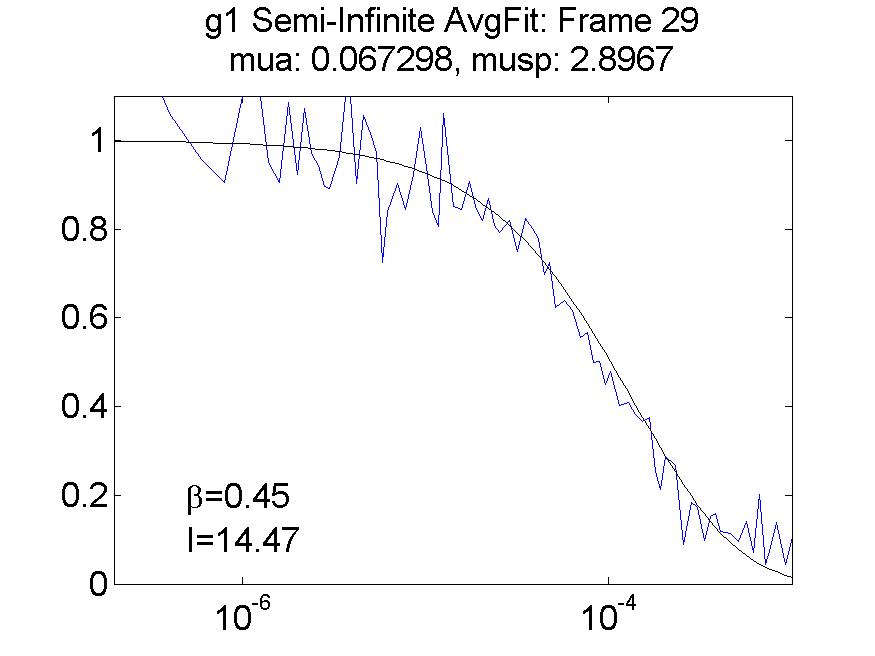 g1 Semi-Infinite AvgFit: Frame 29
mua: 0.067298, musp: 2.8967
1
0.8
0.6
0.4
0.2
0
β=0.45
I=14.47
10^-6
10^-4